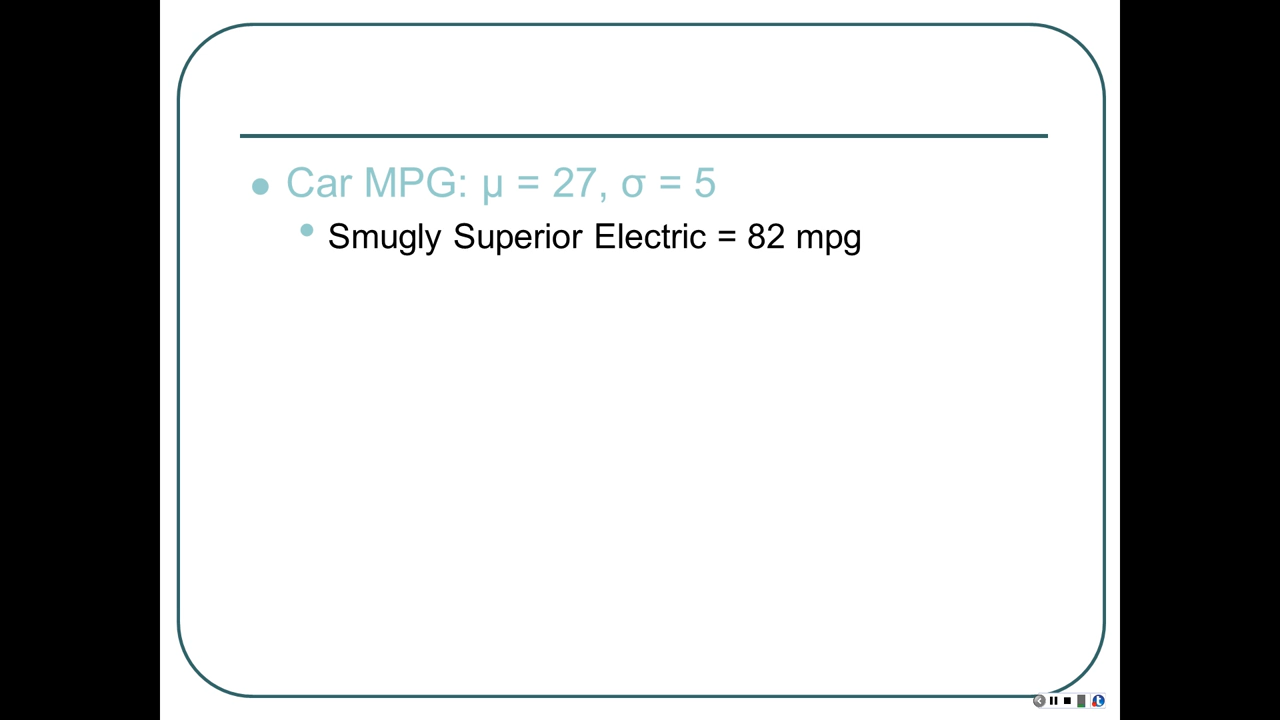 Car MPG: μ = 27, σ = 5
Smugly Superior Electric = 82 mpg